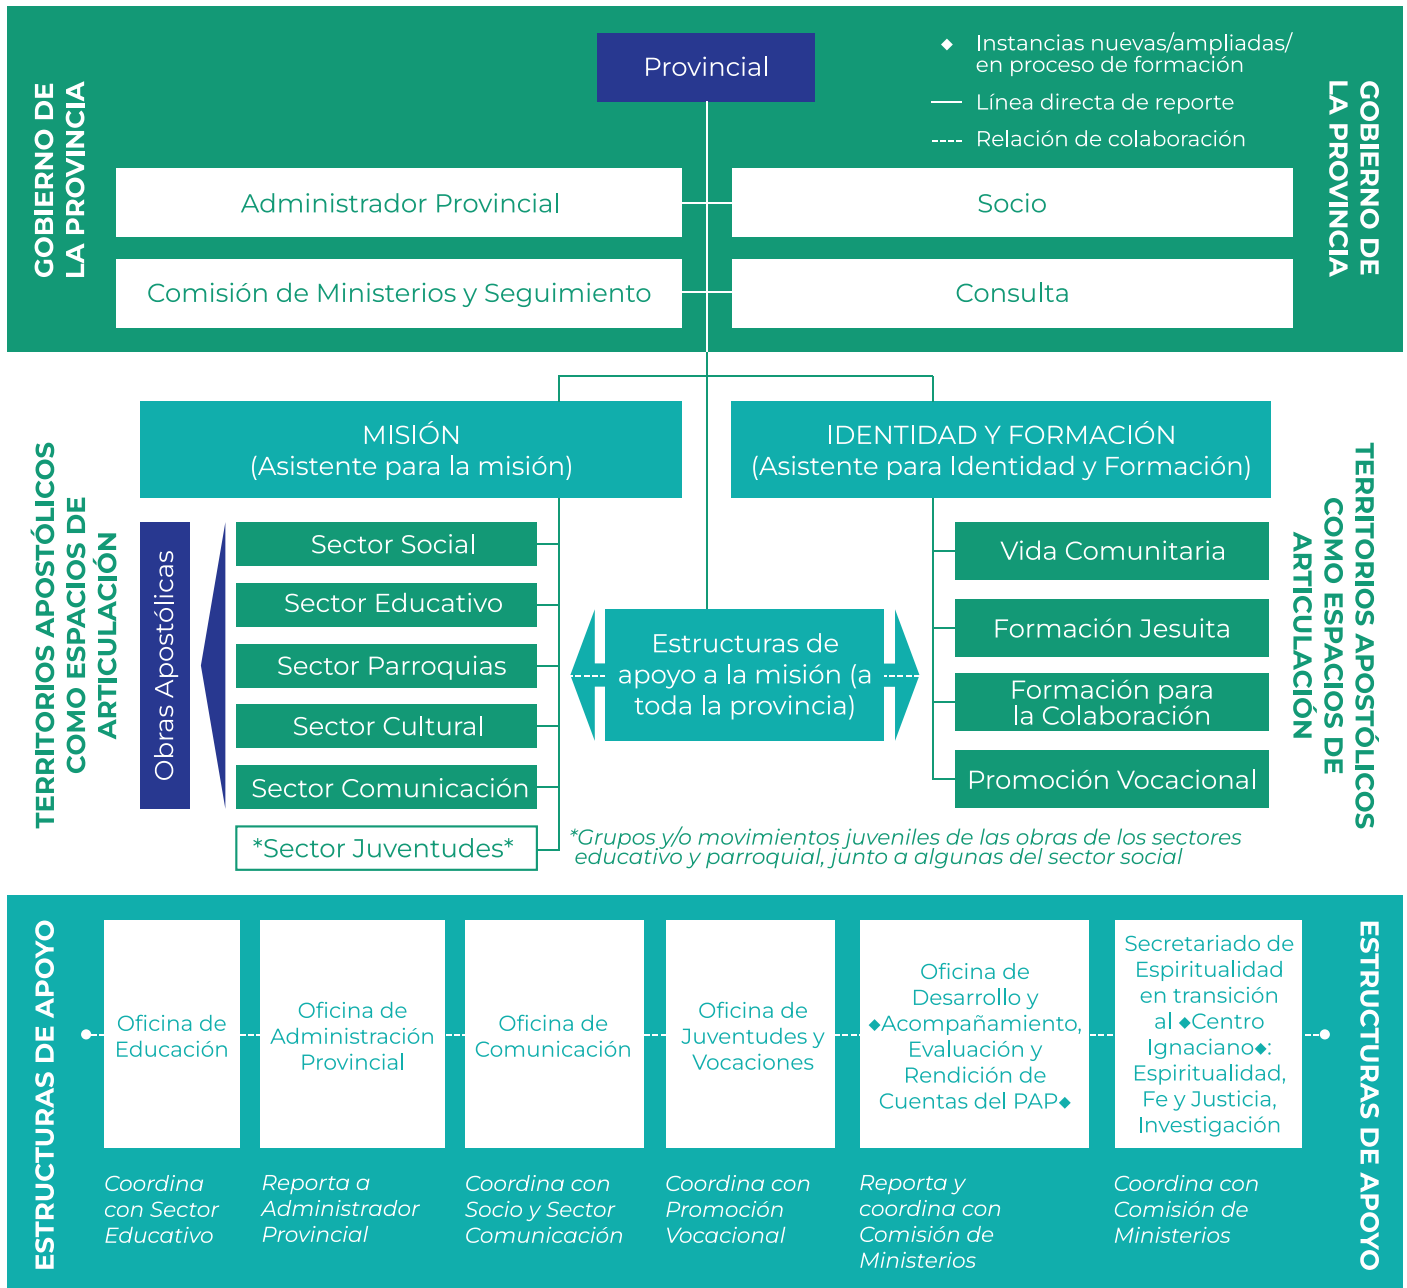 GOBIERNO DE
LA PROVINCIA
Provincial
◆ Instancias nuevas/ampliadas/
en proceso de formación
Línea directa de reporte
Relación de colaboración
GOBIERNO DE
LA PROVINCIA
Administrador Provincial
Socio
Comisión de Ministerios y Seguimiento
Consulta
TERRITORIOS APOSTÓLICOS
COMO ESPACIOS DE
ARTICULACIÓN
MISIÓN
(Asistente para la misión)
IDENTIDAD Y FORMACIÓN
(Asistente para Identidad y Formación)
TERRITORIOS APOSTÓLICOS
COMO ESPACIOS DE
ARTICULACIÓN
Obras Apostólicas
Sector Social
Sector Educativo
Sector Parroquias
Sector Cultural
Sector Comunicación
*Sector Juventudes*
Estructuras de
apoyo a la misión (a
toda la provincia)
Vida Comunitaria
Formación Jesuita
Formación para
la Colaboración
Promoción Vocacional
*Grupos y/o movimientos juveniles de las obras de los sectores
educativo y parroquial, junto a algunas del sector social
ESTRUCTURAS DE APOYO
Oficina de
Educación
Oficina de
Administración
Provincial
Oficina de
Comunicación
Oficina de
Juventudes y
Vocaciones
Oficina de
Desarrollo y
◆Acompañamiento,
Evaluación y
Rendición de
Cuentas del PAP◆
Secretariado de
Espiritualidad
en transición
al ◆Centro
Ignaciano◆:
Espiritualidad,
Fe y Justicia,
Investigación
Coordina
con Sector
Educativo
Reporta a
Administrador
Provincial
Coordina con
Socio y Sector
Comunicación
Coordina con
Promoción
Vocacional
Reporta y
coordina con
Comisión de
Ministerios
Coordina con
Comisión de
Ministerios
ESTRUCTURAS DE APOYO